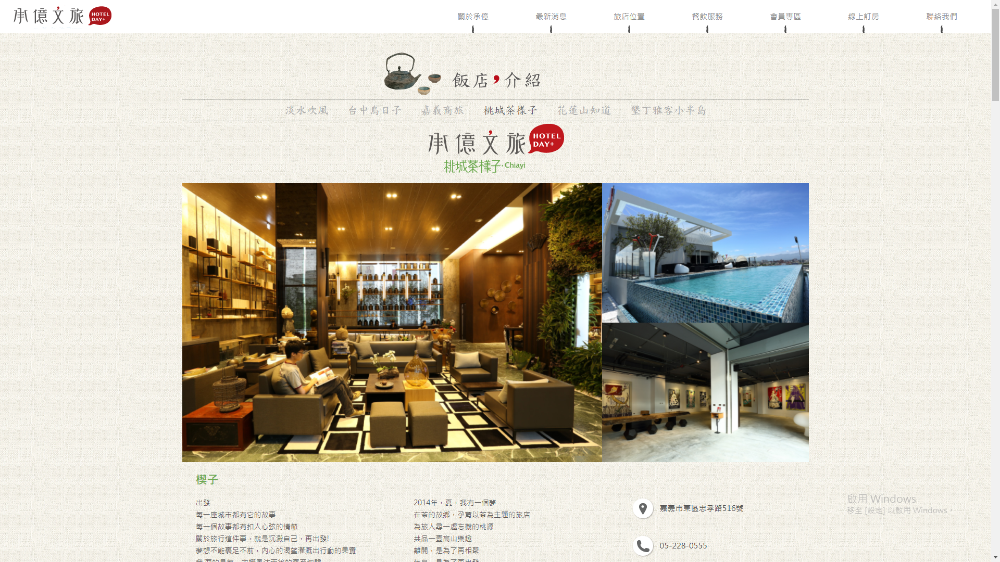 承億文旅 HOTEL DAY+
關於承億 最新消息 旅店位置 餐飲服務 會員專區 線上訂房 聯絡我們
飯店，介紹
淡水吹風 台中鳥日子 嘉義商旅 桃城茶樣子 花蓮山知道 墾丁雅客小半島
承億文旅 HOTEL DAY+
桃城茶樣子·Chiayi
楔子
出發
每一座城市都有它的故事
每一個故事都有扣人心弦的情節
關於旅行這件事，就是沉澱自己，再出發!
夢想不能裹足不前，內心的渴望灌溉出行動的果實
2014年，夏，我有一個夢
在茶的故鄉，孕育以茶為主題的旅店
為旅人尋一處忘機的桃源
共品一壺高山樂趣
離開，是為了再相聚
嘉義市東區忠孝路516號
05-228-0555
啟用 Windows
移至 [設定] 以啟用 Windows。